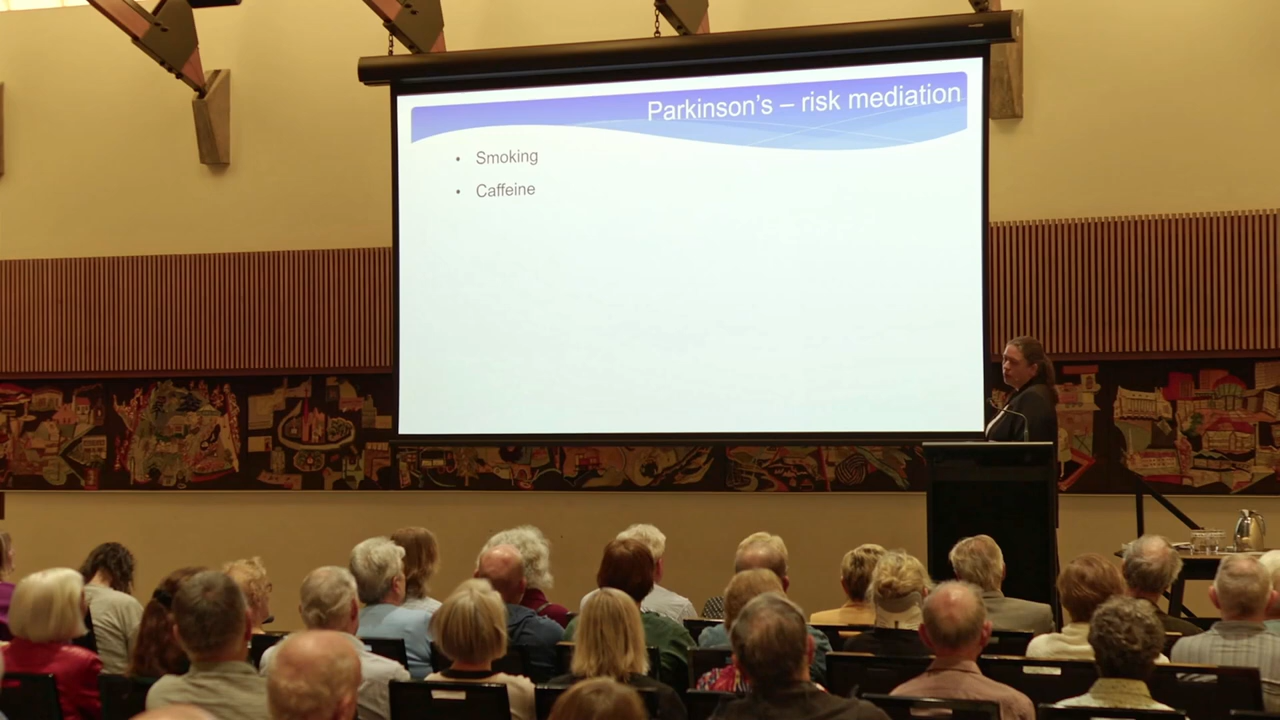 Parkinson’s – risk mediation
• Smoking
• Caffeine